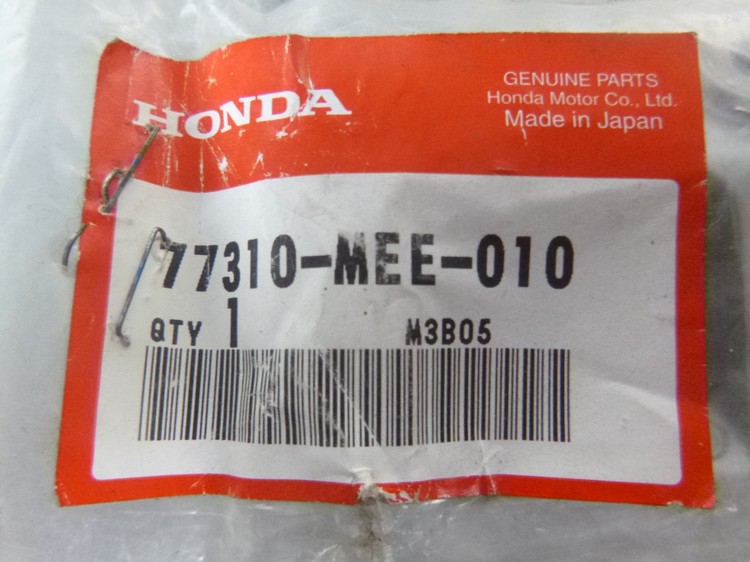 HONDA
GENUINE PARTS
Honda Motor Co., Ltd.
Made in Japan
77310-MEE-010
QTY 1 M3B05